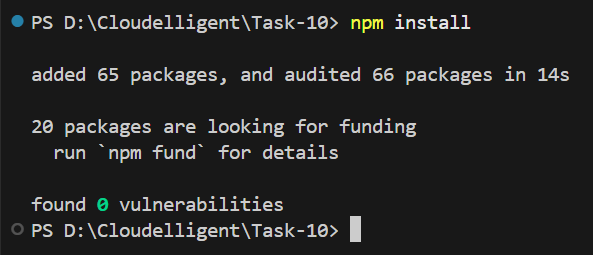 PS D:\Cloudelligent\Task-10> npm install
added 65 packages, and audited 66 packages in 14s
20 packages are looking for funding
run `npm fund` for details
found 0 vulnerabilities
PS D:\Cloudelligent\Task-10>